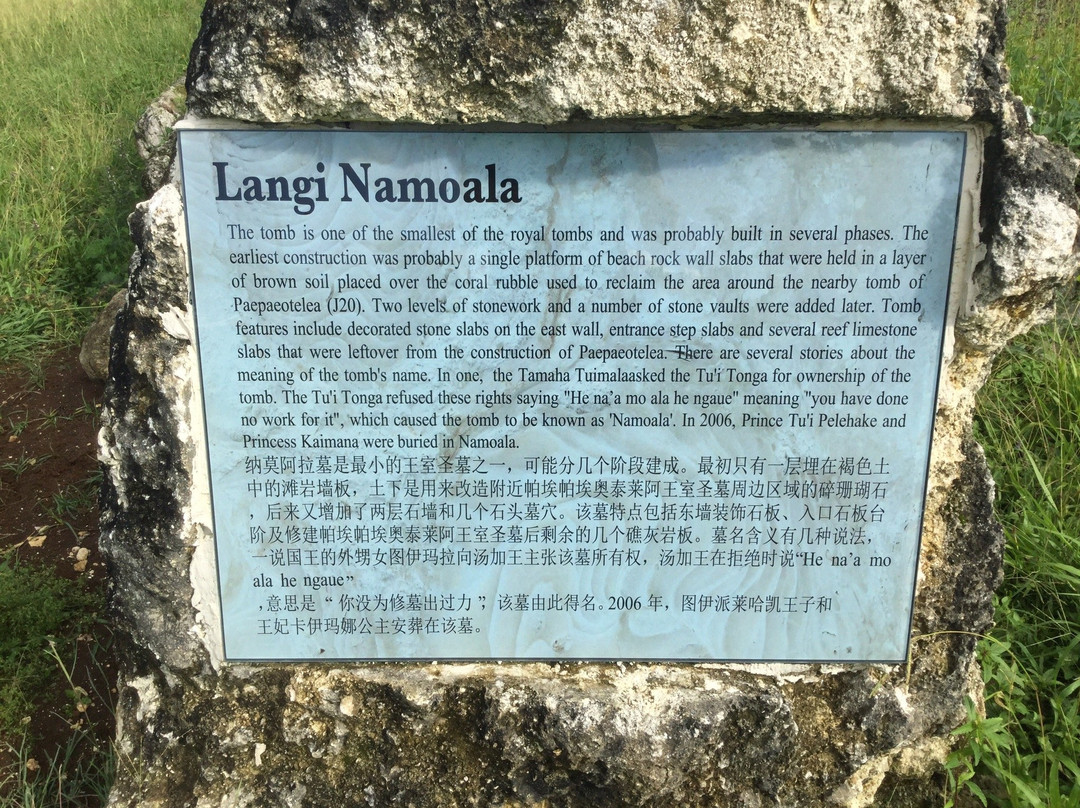 Langi Namoala
The tomb is one of the smallest of the royal tombs and was probably built in several phases. The
earliest construction was probably a single platform of beach rock wall slabs that were held in a layer
of brown soil placed over the coral rubble used to reclaim the area around the nearby tomb of
Paepaeotelea (J20). Two levels of stonework and a number of stone vaults were added later. Tomb
features include decorated stone slabs on the east wall, entrance step slabs and several reef limestone
slabs that were leftover from the construction of Paepaeotelea. There are several stories about the
meaning of the tomb's name. In one, the Tamaha Tuimalaasked the Tu'i Tonga for ownership of the
tomb. The Tu'i Tonga refused these rights saying "He na'a mo ala he ngaue" meaning "you have done
no work for it", which caused the tomb to be known as 'Namoala'. In 2006, Prince Tu'i Pelehake and
Princess Kaimana were buried in Namoala.
纳莫阿拉墓是最小的王室圣墓之一，可能分几个阶段建成。最初只有一层埋在褐色土
中的滩岩墙板，土下是用来改造附近帕埃帕埃奥泰莱阿王室圣墓周边区域的碎珊瑚石
，后来又增加了两层石墙和几个石头墓穴。该墓特点包括东墙装饰石板、入口石板台
阶及修建帕埃帕埃奥泰莱阿王室圣墓后剩余的几个礁灰岩板。墓名含义有几种说法，
一说国王的外甥女图伊玛拉向汤加王主张该墓所有权，汤加王在拒绝时说“He na’a mo
ala he ngaue”
，意思是“ 你没为修墓出过力 ”；该墓由此得名。2006 年，图伊派莱哈凯王子和
王妃卡伊玛娜公主安葬在该墓。